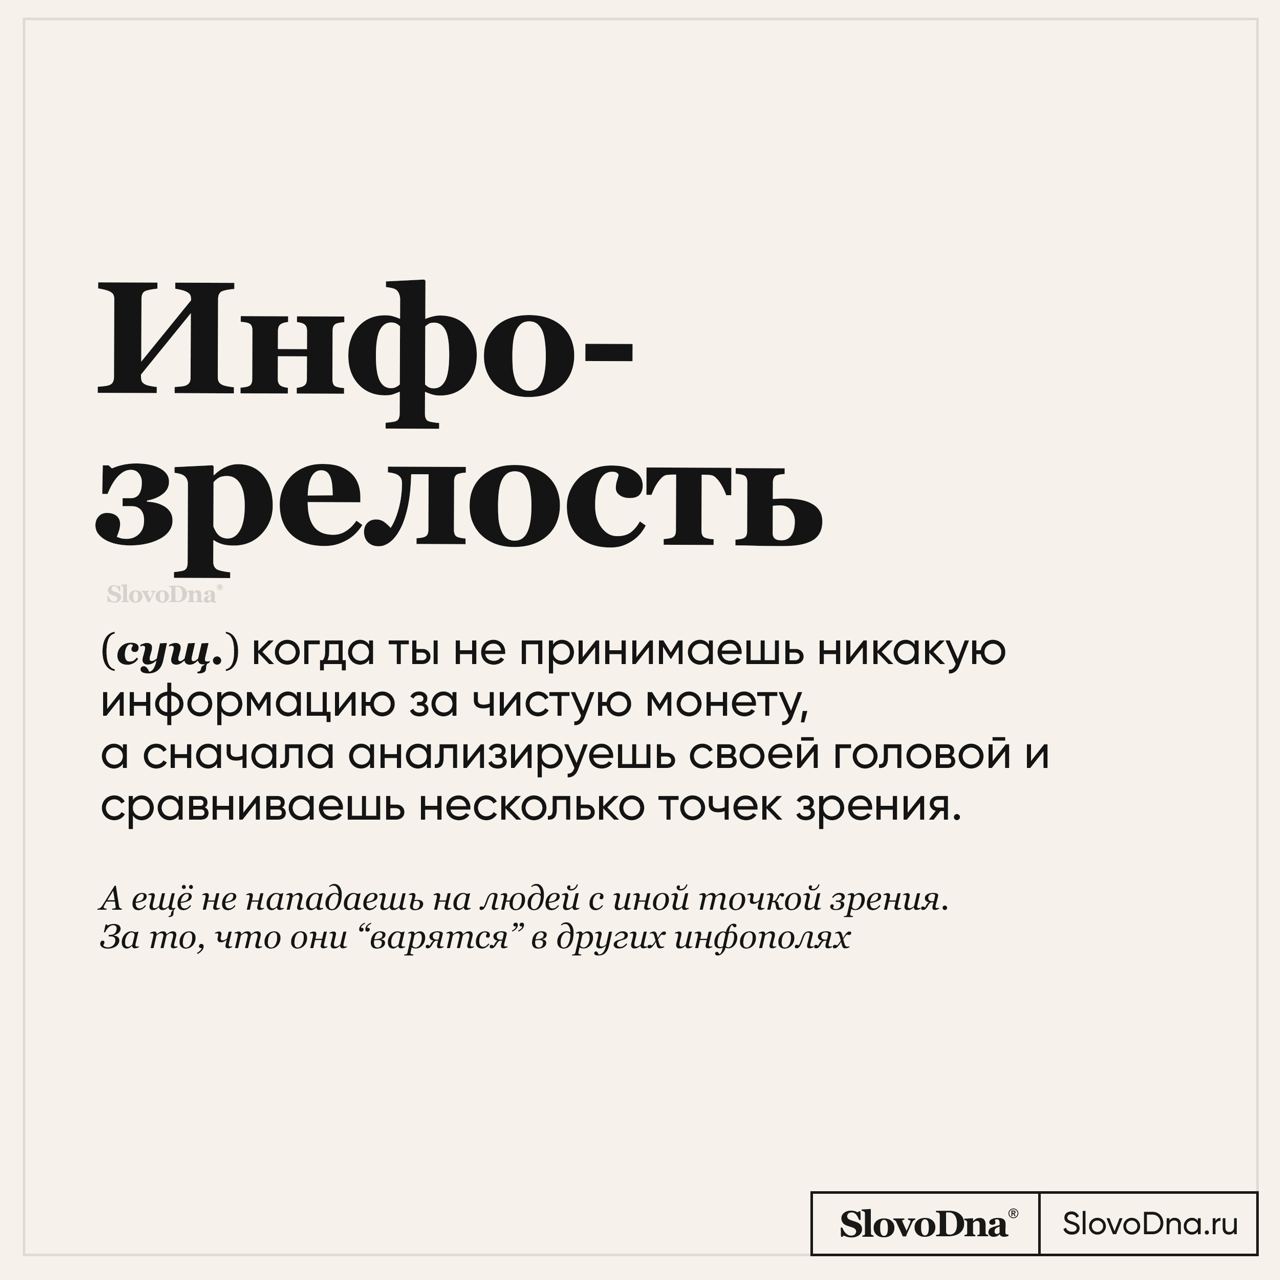 Инфо-
зрелость
SlovoDna®
(сущ.) когда ты не принимаешь никакую
информацию за чистую монету,
а сначала анализируешь своей головой и
сравниваешь несколько точек зрения.
А ещё не нападаешь на людей с иной точкой зрения.
За то, что они “варятся” в других инфополях
SlovoDna® SlovoDna.ru